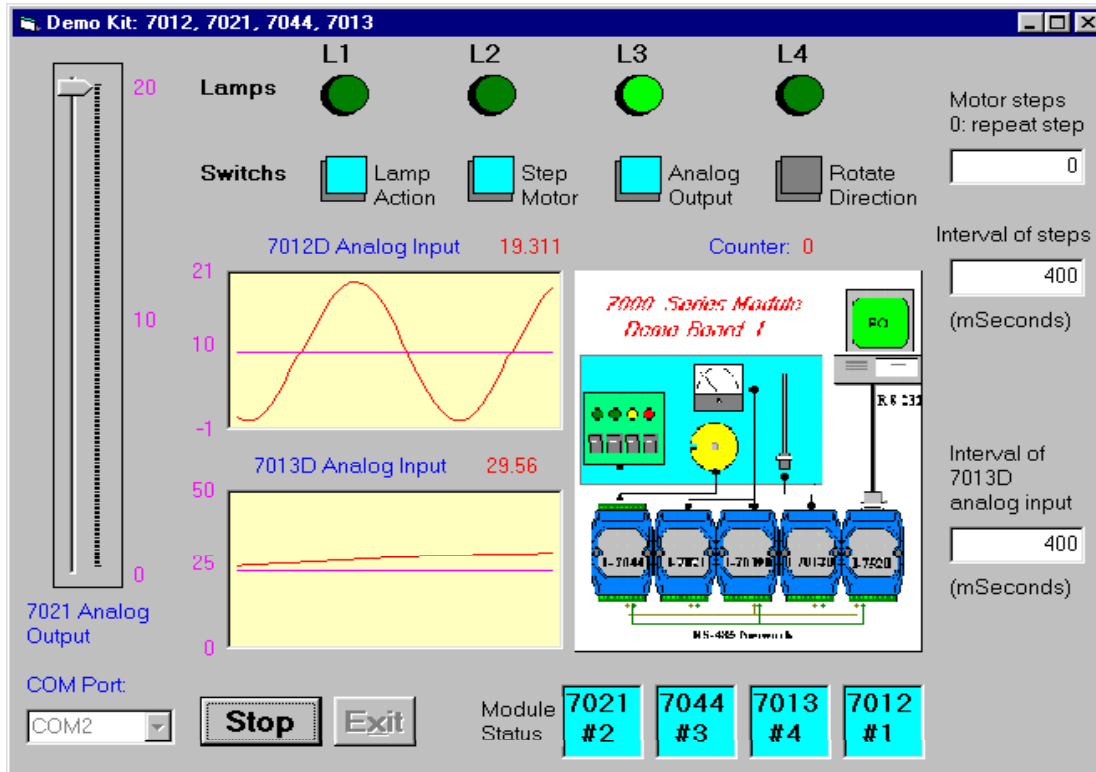 Demo Kit: 7012, 7021, 7044, 7013
L1 L2 L3 L4
Lamps
Switchs
Lamp Action
Step Motor
Analog Output
Rotate Direction
Motor steps
0: repeat step
0
Interval of steps
400
(mSeconds)
Interval of
7013D
analog input
400
(mSeconds)
20
10
0
7021 Analog
Output
7012D Analog Input 19.311
21
10
-1
Counter: 0
7013D Analog Input 29.56
50
25
0
7000 Series Module
Demo Board 1
RS-232
I-7044 I-7021 I-7520
RS-485 Network
COM Port:
COM2
Stop
Exit
Module
Status
7021
#2
7044
#3
7013
#4
7012
#1